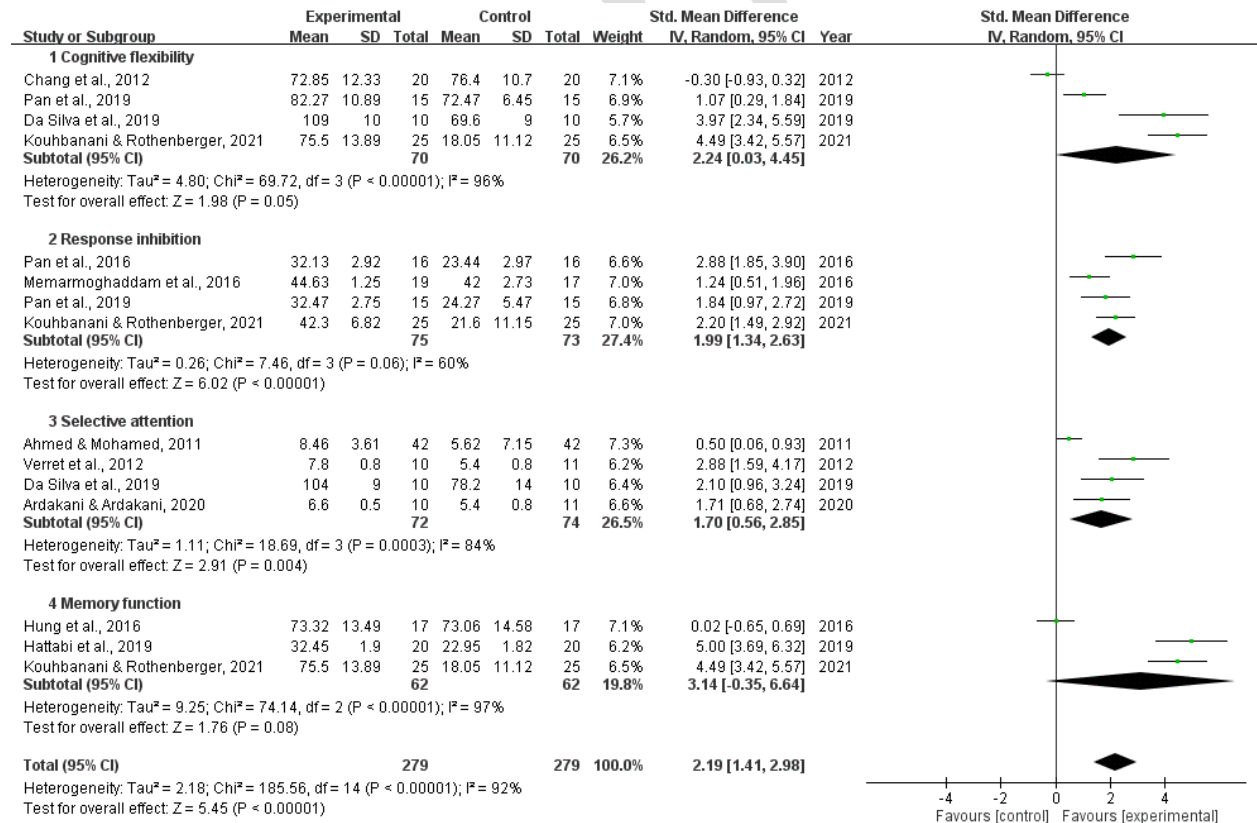 Experimental Control Std. Mean Difference Std. Mean Difference
Study or Subgroup Mean SD Total Mean SD Total Weight IV, Random, 95% CI Year IV, Random, 95% CI
1 Cognitive flexibility
Chang et al., 2012 72.85 12.33 20 76.4 10.7 20 7.1% -0.30 [-0.93, 0.32] 2012
Pan et al., 2019 82.27 10.89 15 72.47 6.45 15 6.9% 1.07 [0.29, 1.84] 2019
Da Silva et al., 2019 109 10 10 69.6 9 10 5.7% 3.97 [2.34, 5.59] 2019
Kouhbanani & Rothenberger, 2021 75.5 13.89 25 18.05 11.12 25 6.5% 4.49 [3.42, 5.57] 2021
Subtotal (95% CI) 70 70 26.2% 2.24 [0.03, 4.45]
Heterogeneity: Tau² = 4.80; Chi² = 69.72, df = 3 (P < 0.00001); I² = 96%
Test for overall effect: Z = 1.98 (P = 0.05)
2 Response inhibition
Pan et al., 2016 32.13 2.92 16 23.44 2.97 16 6.6% 2.88 [1.85, 3.90] 2016
Memarmoghaddam et al., 2016 44.63 1.25 19 42 2.73 17 7.0% 1.24 [0.51, 1.96] 2016
Pan et al., 2019 32.47 2.75 15 24.27 5.47 15 6.8% 1.84 [0.97, 2.72] 2019
Kouhbanani & Rothenberger, 2021 42.3 6.82 25 21.6 11.15 25 7.0% 2.20 [1.49, 2.92] 2021
Subtotal (95% CI) 75 73 27.4% 1.99 [1.34, 2.63]
Heterogeneity: Tau² = 0.26; Chi² = 7.46, df = 3 (P = 0.06); I² = 60%
Test for overall effect: Z = 6.02 (P < 0.00001)
3 Selective attention
Ahmed & Mohamed, 2011 8.46 3.61 42 5.62 7.15 42 7.3% 0.50 [0.06, 0.93] 2011
Verret et al., 2012 7.8 0.8 10 5.4 0.8 11 6.2% 2.88 [1.59, 4.17] 2012
Da Silva et al., 2019 104 9 10 78.2 14 10 6.4% 2.10 [0.96, 3.24] 2019
Ardakani & Ardakani, 2020 6.6 0.5 10 5.4 0.8 11 6.6% 1.71 [0.68, 2.74] 2020
Subtotal (95% CI) 72 74 26.5% 1.70 [0.56, 2.85]
Heterogeneity: Tau² = 1.11; Chi² = 18.69, df = 3 (P = 0.0003); I² = 84%
Test for overall effect: Z = 2.91 (P = 0.004)
4 Memory function
Hung et al., 2016 73.32 13.49 17 73.06 14.58 17 7.1% 0.02 [-0.65, 0.69] 2016
Hattabi et al., 2019 32.45 1.9 20 22.95 1.82 20 6.2% 5.00 [3.69, 6.32] 2019
Kouhbanani & Rothenberger, 2021 75.5 13.89 25 18.05 11.12 25 6.5% 4.49 [3.42, 5.57] 2021
Subtotal (95% CI) 62 62 19.8% 3.14 [-0.35, 6.64]
Heterogeneity: Tau² = 9.25; Chi² = 74.14, df = 2 (P < 0.00001); I² = 97%
Test for overall effect: Z = 1.76 (P = 0.08)
Total (95% CI) 279 279 100.0% 2.19 [1.41, 2.98]
Heterogeneity: Tau² = 2.18; Chi² = 185.56, df = 14 (P < 0.00001); I² = 92%
Test for overall effect: Z = 5.45 (P < 0.00001)
-4 -2 0 2 4
Favours [control] Favours [experimental]